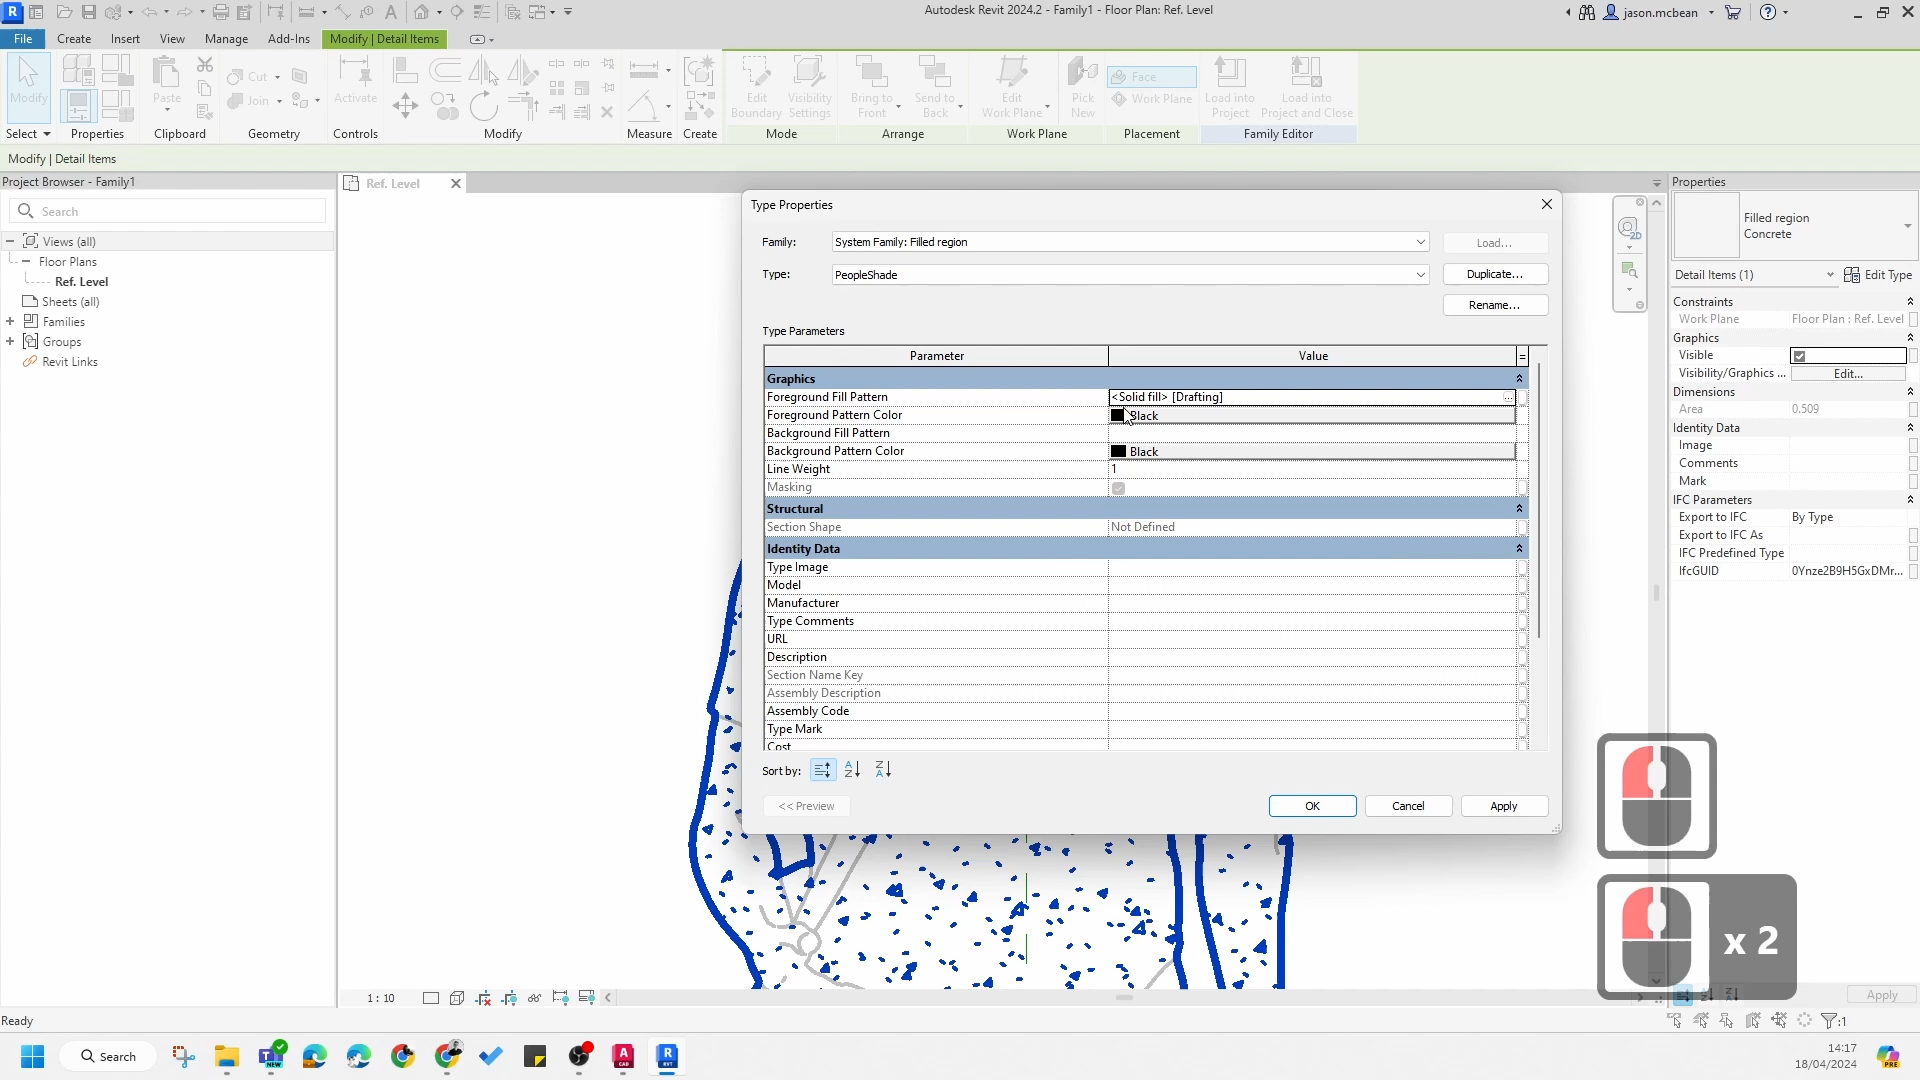 Autodesk Revit 2024.2 - Family1 - Floor Plan: Ref. Level
jason.mcbean
File Create Insert View Manage Add-Ins Modify | Detail Items
Modify
Paste
Cut
Join
Activate
Edit Boundary
Visibility Settings
Bring to Front
Send to Back
Edit Work Plane
Pick New
Face
Work Plane
Load into Project
Load into Project and Close
Select Properties Clipboard Geometry Controls Modify Measure Create Mode Arrange Work Plane Placement Family Editor
Modify | Detail Items
Project Browser - Family1
Search
Views (all)
Floor Plans
Ref. Level
Sheets (all)
Families
Groups
Revit Links
Ref. Level
Type Properties
Family: System Family: Filled region Load...
Type: PeopleShade Duplicate...
Rename...
Type Parameters
Parameter Value =
Graphics
Foreground Fill Pattern <Solid fill> [Drafting] ...
Foreground Pattern Color Black
Background Fill Pattern
Background Pattern Color Black
Line Weight 1
Masking
Structural
Section Shape Not Defined
Identity Data
Type Image
Model
Manufacturer
Type Comments
URL
Description
Section Name Key
Assembly Description
Assembly Code
Type Mark
Cost
Sort by:
<< Preview OK Cancel Apply
Properties
Filled region
Concrete
Detail Items (1) Edit Type
Constraints
Work Plane Floor Plan : Ref. Level
Graphics
Visible
Visibility/Graphics ... Edit...
Dimensions
Area 0.509
Identity Data
Image
Comments
Mark
IFC Parameters
Export to IFC By Type
Export to IFC As
IFC Predefined Type
IfcGUID 0Ynze2B9H5GxDMr...
x 2
Apply
1 : 10
Ready
:1
Search
14:17
18/04/2024